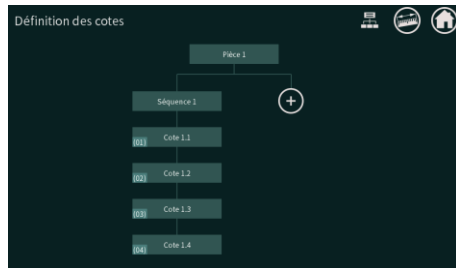 Définition des cotes
Pièce 1
Séquence 1
(01) Cote 1.1
(02) Cote 1.2
(03) Cote 1.3
(04) Cote 1.4